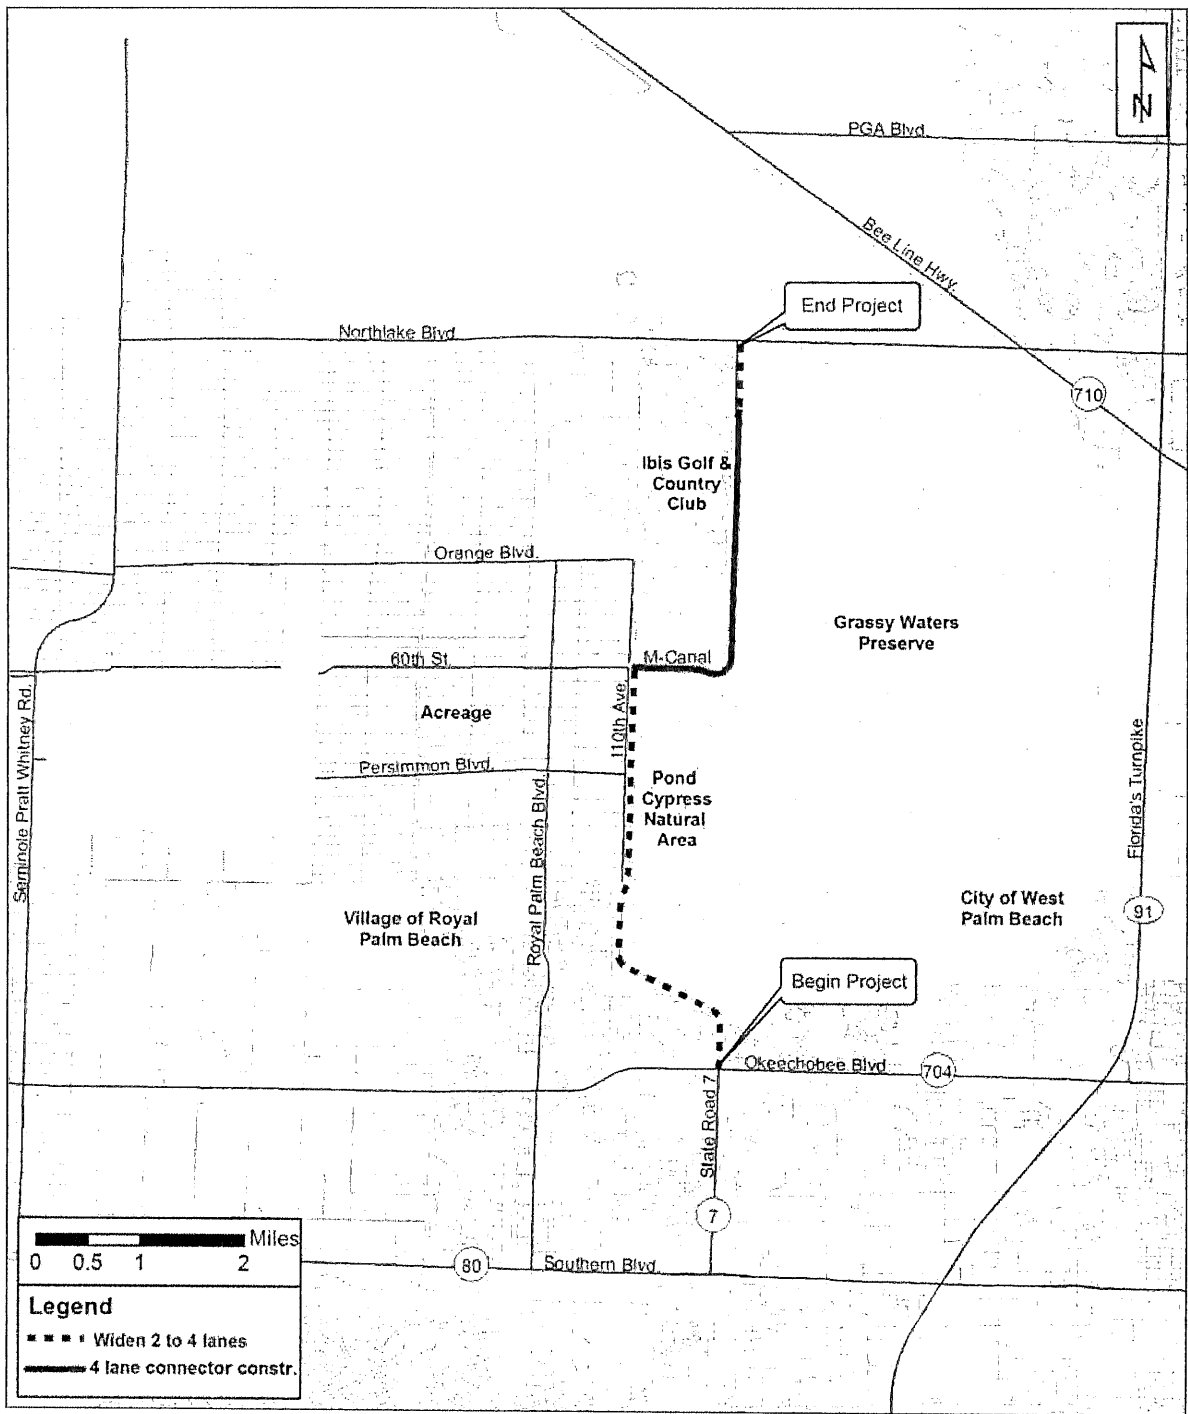 N
PGA Blvd.
Bee Line Hwy.
End Project
Northlake Blvd.
710
Ibis Golf &
Country
Club
Orange Blvd.
Grassy Waters
Preserve
M-Canal
60th St.
Acreage
110th Ave.
Seminole Pratt Whitney Rd.
Persimmon Blvd.
Pond
Cypress
Natural
Area
Royal Palm Beach Blvd.
Florida's Turnpike
Village of Royal
Palm Beach
City of West
Palm Beach
91
Begin Project
Okeechobee Blvd
704
State Road 7
7
80
Southern Blvd.
Miles
0 0.5 1 2
Legend
Widen 2 to 4 lanes
4 lane connector constr.